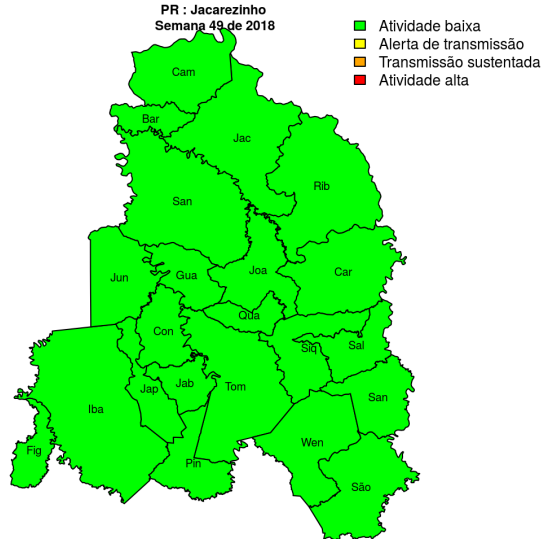 PR : Jacarezinho
Semana 49 de 2018
Atividade baixa
Alerta de transmissão
Transmissão sustentada
Atividade alta
Cam
Bar
Jac
Rib
San
Jun
Gua
Joa
Car
Qua
Con
Siq
Sal
Jap
Jab
Tom
San
Iba
Wen
Fig
Pin
São